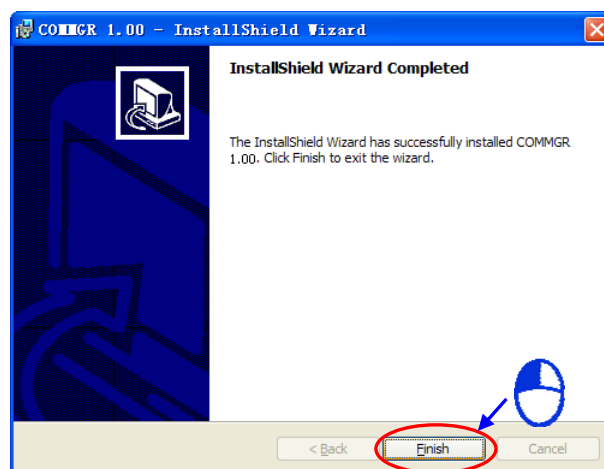 COMMGR 1.00 - InstallShield Wizard
InstallShield Wizard Completed
The InstallShield Wizard has successfully installed COMMGR
1.00. Click Finish to exit the wizard.
< Back
Finish
Cancel